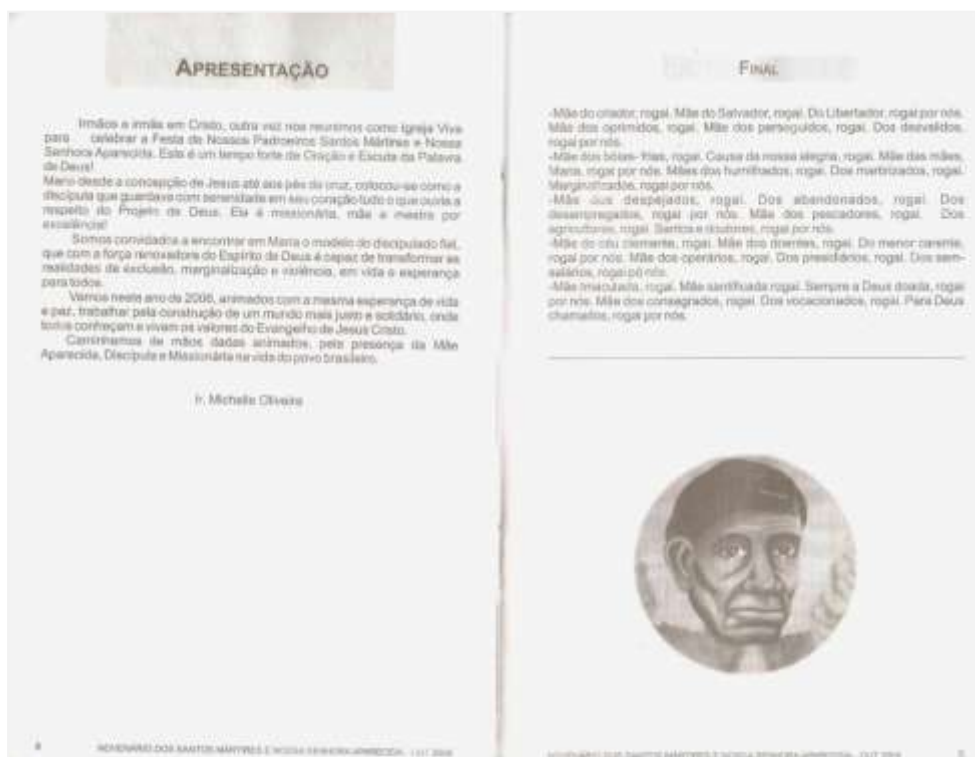 APRESENTAÇÃO
Irmãos e irmãs em Cristo, outra vez nos reunimos como Igreja Viva
para celebrar a Festa de Nossos Padroeiros Santos Mártires e Nossa
Senhora Aparecida. Este é um tempo forte de Oração e Escuta da Palavra
de Deus!
Maria desde a concepção de Jesus até aos pés da cruz, colocou-se como a
discípula que guardava com serenidade em seu coração tudo o que ouvia a
respeito do Projeto de Deus. Ela é missionária, mãe e mestra por
excelência!
Somos convidados a encontrar em Maria o modelo do discipulado fiel,
que com a força renovadora do Espírito de Deus é capaz de transformar as
realidades de exclusão, marginalização e violência, em vida e esperança
para todos.
Vamos neste ano de 2006, animados com a mesma esperança de vida
e paz, trabalhar pela construção de um mundo mais justo e solidário, onde
todos conheçam e vivam os valores do Evangelho de Jesus Cristo.
Caminhemos de mãos dadas animados, pela presença da Mãe
Aparecida, Discípula e Missionária na vida do povo brasileiro.
Ir. Michelle Oliveira
NOVENÁRIO DOS SANTOS MÁRTIRES E NOSSA SENHORA APARECIDA - OUT
FINAL
-Mãe do criador, rogai. Mãe do Salvador, rogai. Do Libertador, rogai por nós.
Mãe dos oprimidos, rogai. Mãe dos perseguidos, rogai. Dos desvalidos,
rogai por nós.
-Mãe dos bóias- frias, rogai. Causa da nossa alegria, rogai. Mãe das mães,
Maria, rogai por nós. Mães dos humilhados, rogai. Dos martirizados, rogai.
Marginalizados, rogai por nós.
-Mãe dos despejados, rogai. Dos abandonados, rogai. Dos
desempregados, rogai por nós. Mãe dos pescadores, rogai. Dos
agricultores, rogai. Santos e doutores, rogai por nós.
-Mãe do céu clemente, rogai. Mãe dos doentes, rogai. Do menor carente,
rogai por nós. Mãe dos operários, rogai. Dos presidiários, rogai. Dos sem-
salários, rogai pó nós.
-Mãe Imaculada, rogai. Mãe santificada rogai. Sempre a Deus doada, rogai
por nós. Mãe dos consagrados, rogai. Dos vocacionados, rogai. Para Deus
chamados, rogai por nós.
NOVENÁRIO DOS SANTOS MÁRTIRES E NOSSA SENHORA APARECIDA - OUT